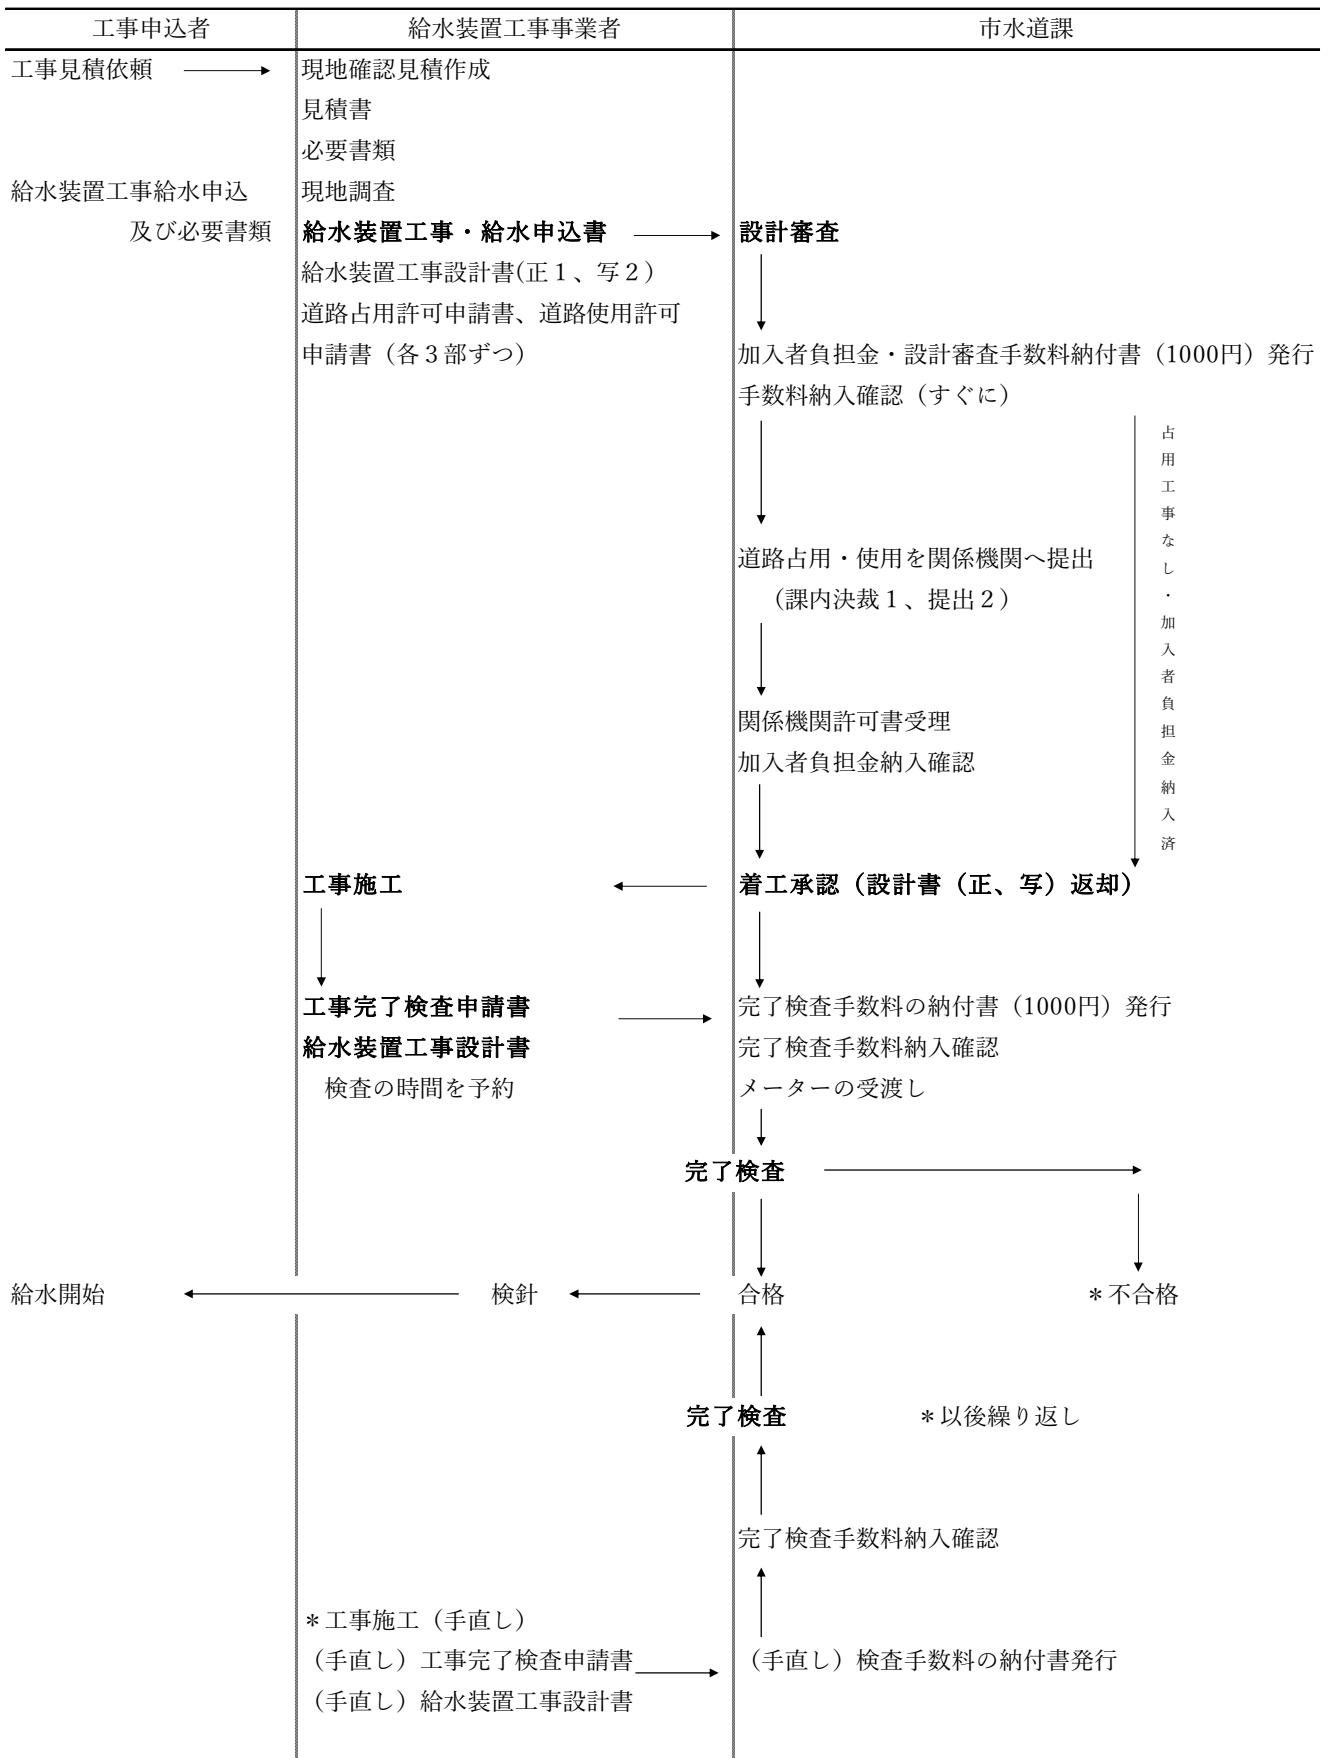 工事申込者 給水装置工事事業者 市水道課
工事見積依頼 現地確認見積作成
見積書
必要書類
給水装置工事給水申込 現地調査
及び必要書類 給水装置工事・給水申込書 設計審査
給水装置工事設計書(正１、写２）
道路占用許可申請書、道路使用許可
申請書（各３部ずつ） 加入者負担金・設計審査手数料納付書（1000円）発行
手数料納入確認（すぐに）
占用工事なし・加入者負担金納入済
道路占用・使用を関係機関へ提出
（課内決裁１、提出２）
関係機関許可書受理
加入者負担金納入確認
工事施工 着工承認（設計書（正、写）返却）
工事完了検査申請書 完了検査手数料の納付書（1000円）発行
給水装置工事設計書 完了検査手数料納入確認
検査の時間を予約 メーターの受渡し
完了検査
給水開始 検針 合格 ＊不合格
完了検査 ＊以後繰り返し
完了検査手数料納入確認
＊工事施工（手直し）
（手直し）工事完了検査申請書 （手直し）検査手数料の納付書発行
（手直し）給水装置工事設計書